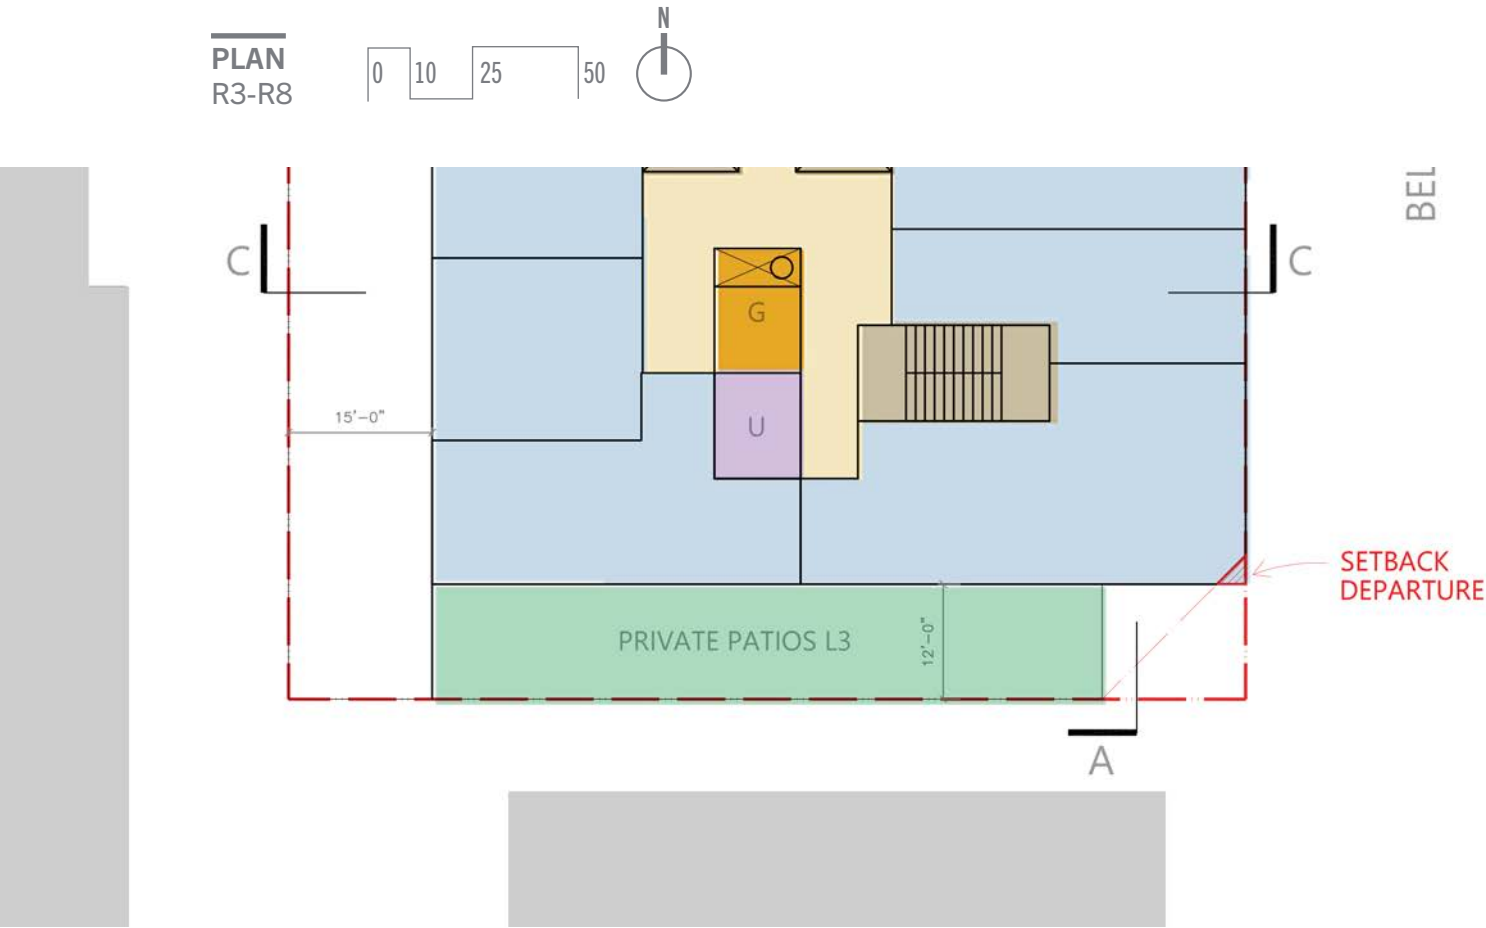 N
PLAN
R3-R8
0 10 25 50
BEL
C
C
G
15'-0"
U
SETBACK
DEPARTURE
PRIVATE PATIOS L3
12'-0"
A